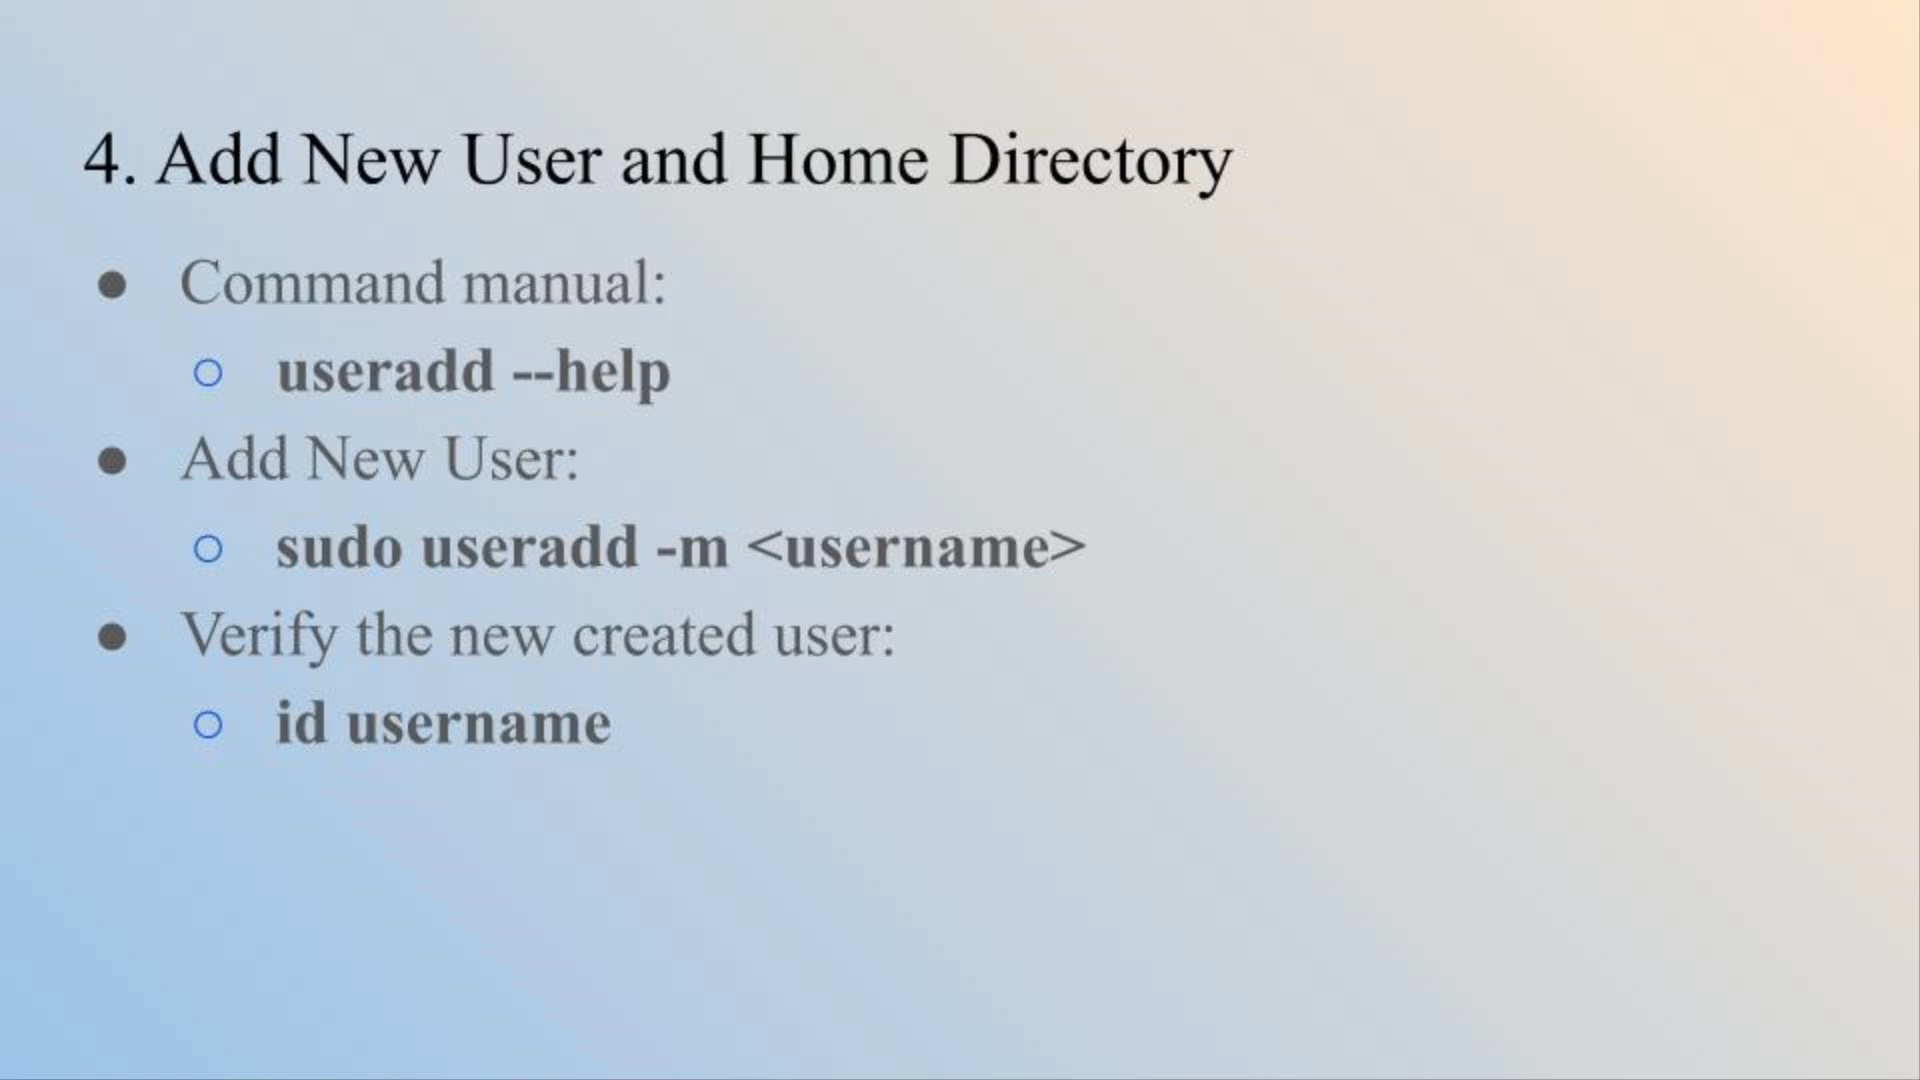 4. Add New User and Home Directory
● Command manual:
○ useradd --help
● Add New User:
○ sudo useradd -m <username>
● Verify the new created user:
○ id username